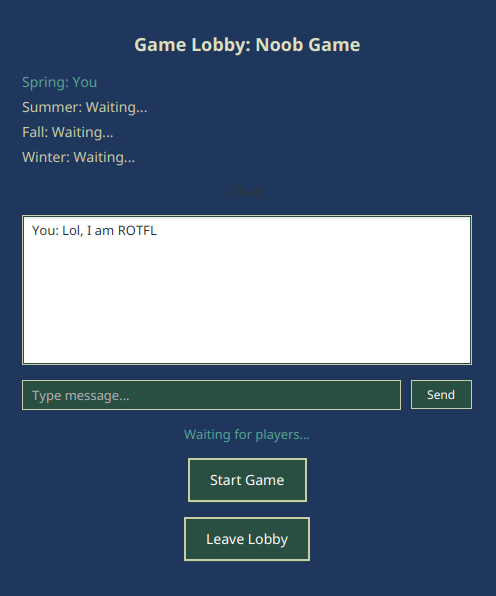 Game Lobby: Noob Game
Spring: You
Summer: Waiting...
Fall: Waiting...
Winter: Waiting...
Chat
You: Lol, I am ROTFL
Type message...
Send
Waiting for players...
Start Game
Leave Lobby